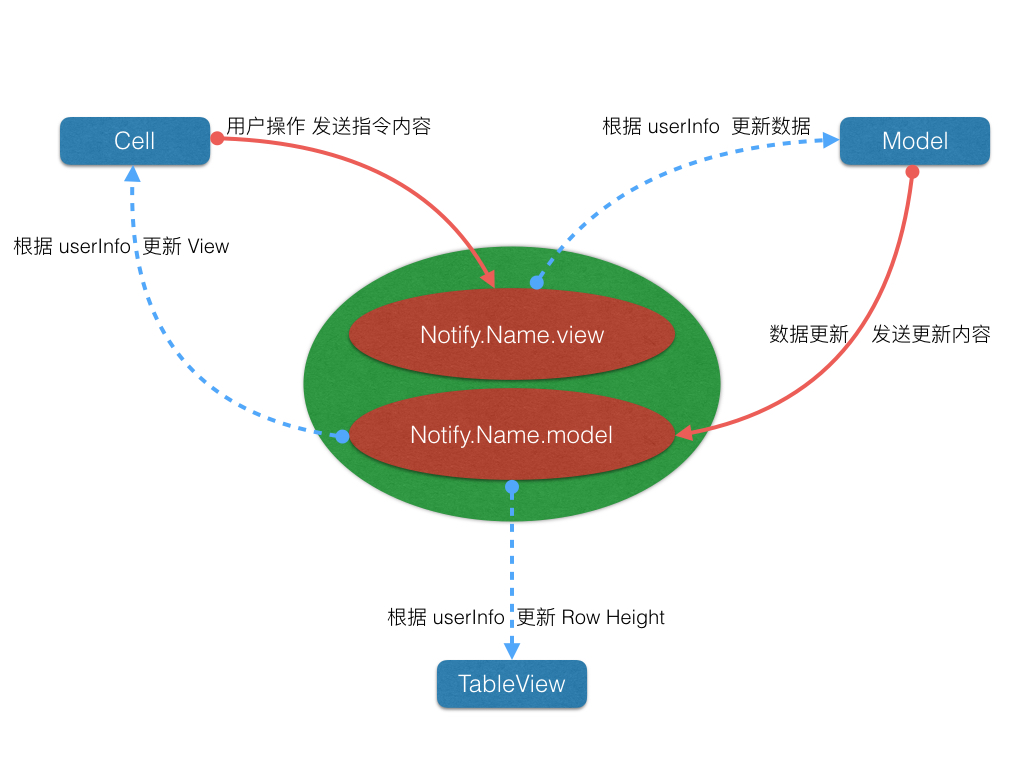 用户操作 发送指令内容
根据 userInfo 更新数据
Cell
Model
根据 userInfo 更新 View
Notify.Name.view
数据更新 发送更新内容
Notify.Name.model
根据 userInfo 更新 Row Height
TableView